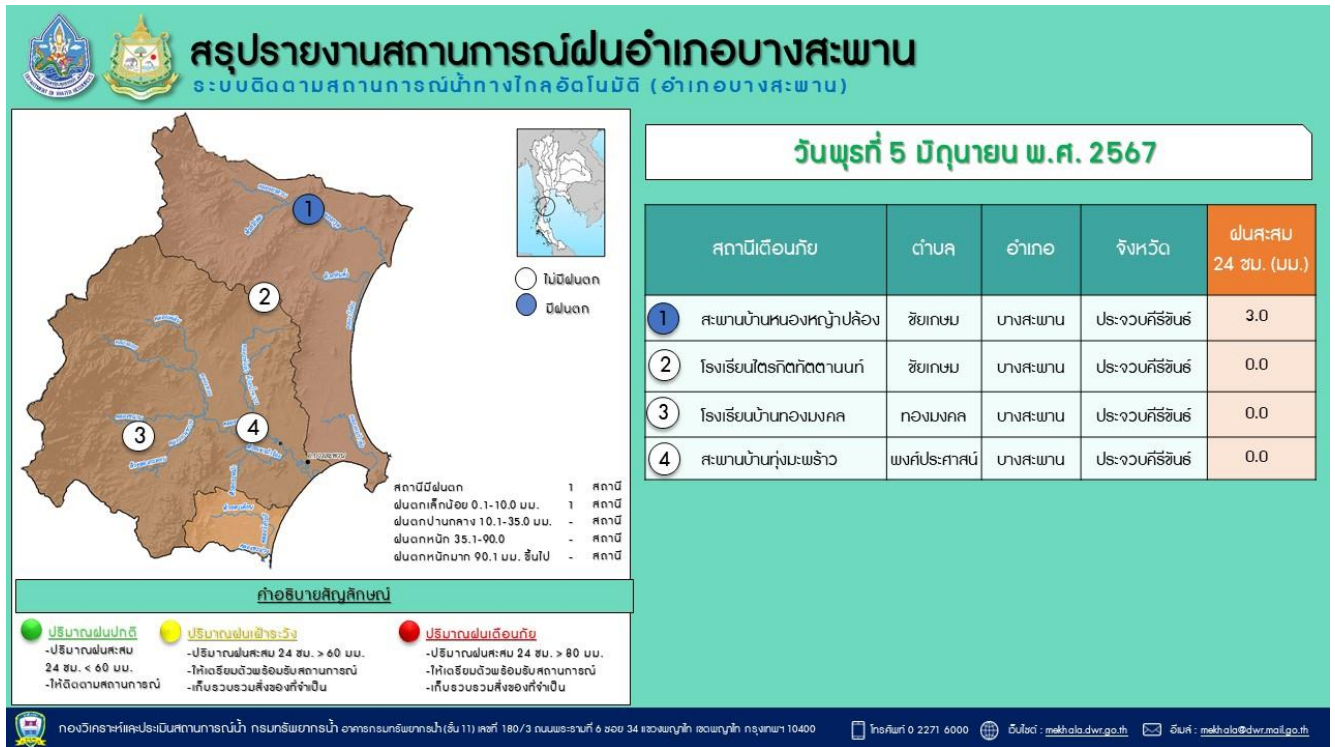 สรุปรายงานสถานการณ์ฝนอำเภอบางสะพาน
ระบบติดตามสถานการณ์น้ำทางไกลอัตโนมัติ (อำเภอบางสะพาน)
วันพุธที่ 5 มิถุนายน พ.ศ. 2567
1
2
3
4
ไม่มีฝนตก
มีฝนตก
สถานีมีฝนตก 1 สถานี
ฝนตกเล็กน้อย 0.1-10.0 มม. 1 สถานี
ฝนตกปานกลาง 10.1-35.0 มม. - สถานี
ฝนตกหนัก 35.1-90.0 - สถานี
ฝนตกหนักมาก 90.1 มม. ขึ้นไป - สถานี
สถานีเตือนภัย ตำบล อำเภอ จังหวัด ฝนสะสม
24 ชม. (มม.)
1 สะพานบ้านหนองหญ้าปล้อง ชัยเกษม บางสะพาน ประจวบคีรีขันธ์ 3.0
2 โรงเรียนไตรกิตทัตตานนท์ ชัยเกษม บางสะพาน ประจวบคีรีขันธ์ 0.0
3 โรงเรียนบ้านทองมงคล ทองมงคล บางสะพาน ประจวบคีรีขันธ์ 0.0
4 สะพานบ้านทุ่งมะพร้าว พงศ์ประศาสน์ บางสะพาน ประจวบคีรีขันธ์ 0.0
คำอธิบายสัญลักษณ์
ปริมาณฝนปกติ
-ปริมาณฝนสะสม
24 ชม. < 60 มม.
-ให้ติดตามสถานการณ์
ปริมาณฝนเฝ้าระวัง
-ปริมาณฝนสะสม 24 ชม. > 60 มม.
-ให้เตรียมตัวพร้อมรับสถานการณ์
-เก็บรวบรวมสิ่งของที่จำเป็น
ปริมาณฝนเตือนภัย
-ปริมาณฝนสะสม 24 ชม. > 80 มม.
-ให้เตรียมตัวพร้อมรับสถานการณ์
-เก็บรวบรวมสิ่งของที่จำเป็น
กองวิเคราะห์และประเมินสถานการณ์น้ำ กรมทรัพยากรน้ำ อาคารกรมทรัพยากรน้ำ (ชั้น 11) เลขที่ 180/3 ถนนพระรามที่ 6 ซอย 34 แขวงพญาไท เขตพญาไท กรุงเทพฯ 10400 โทรศัพท์ 0 2271 6000 เว็บไซต์ : mekhala.dwr.go.th อีเมล์ : mekhala@dwr.mail.go.th